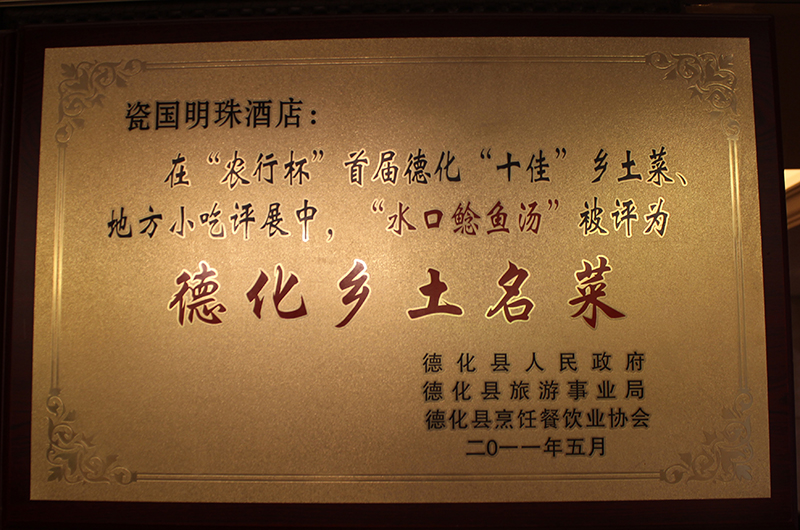 瓷国明珠酒店：
在“农行杯”首届德化“十佳”乡土菜、
地方小吃评展中，“水口鲶鱼汤”被评为
德化乡土名菜
德化县人民政府
德化县旅游事业局
德化县烹饪餐饮业协会
二0一一年五月